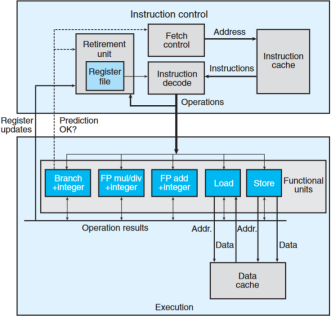 Instruction control
Retirement
unit
Register
file
Fetch
control
Address
Instruction
cache
Instruction
decode
Instructions
Operations
Register
updates
Prediction
OK?
Branch
+integer
FP mul/div
+integer
FP add
+integer
Load
Store
Functional
units
Operation results
Addr.
Addr.
Data
Data
Data
cache
Execution